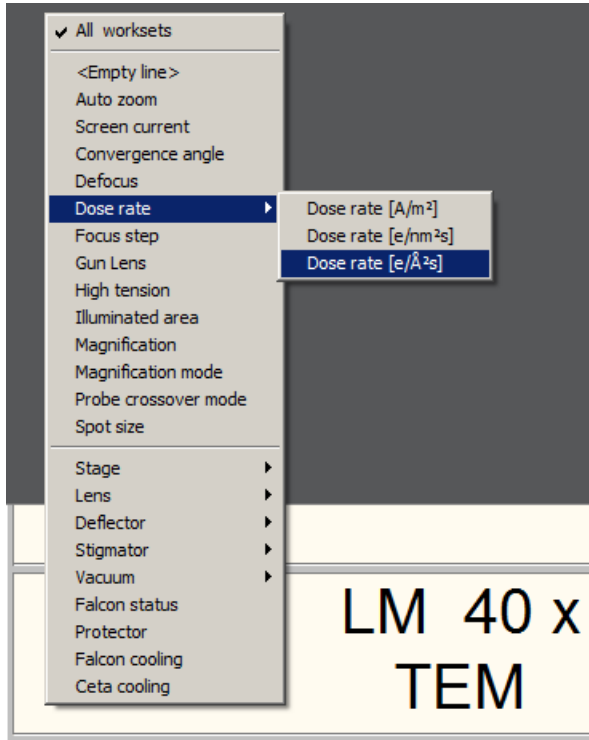 All worksets
<Empty line>
Auto zoom
Screen current
Convergence angle
Defocus
Dose rate
Dose rate [A/m²]
Dose rate [e/nm²s]
Dose rate [e/Å²s]
Focus step
Gun Lens
High tension
Illuminated area
Magnification
Magnification mode
Probe crossover mode
Spot size
Stage
Lens
Deflector
Stigmator
Vacuum
Falcon status
Protector
Falcon cooling
Ceta cooling
LM 40 x
TEM